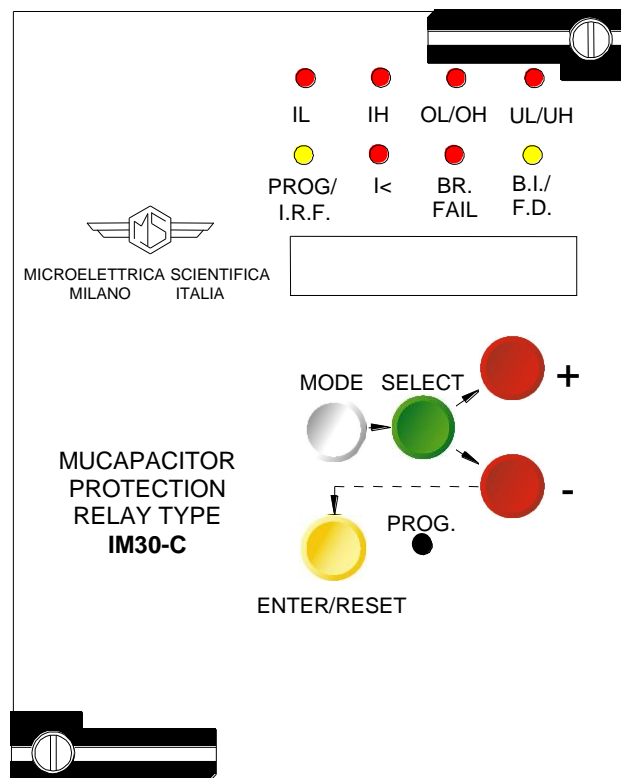 IL IH OL/OH UL/UH
PROG/ I< BR. B.I./
I.R.F. FAIL F.D.
MS
MICROELETTRICA SCIENTIFICA
MILANO ITALIA
MODE SELECT +
-
MUCAPACITOR
PROTECTION
RELAY TYPE
IM30-C
PROG.
ENTER/RESET